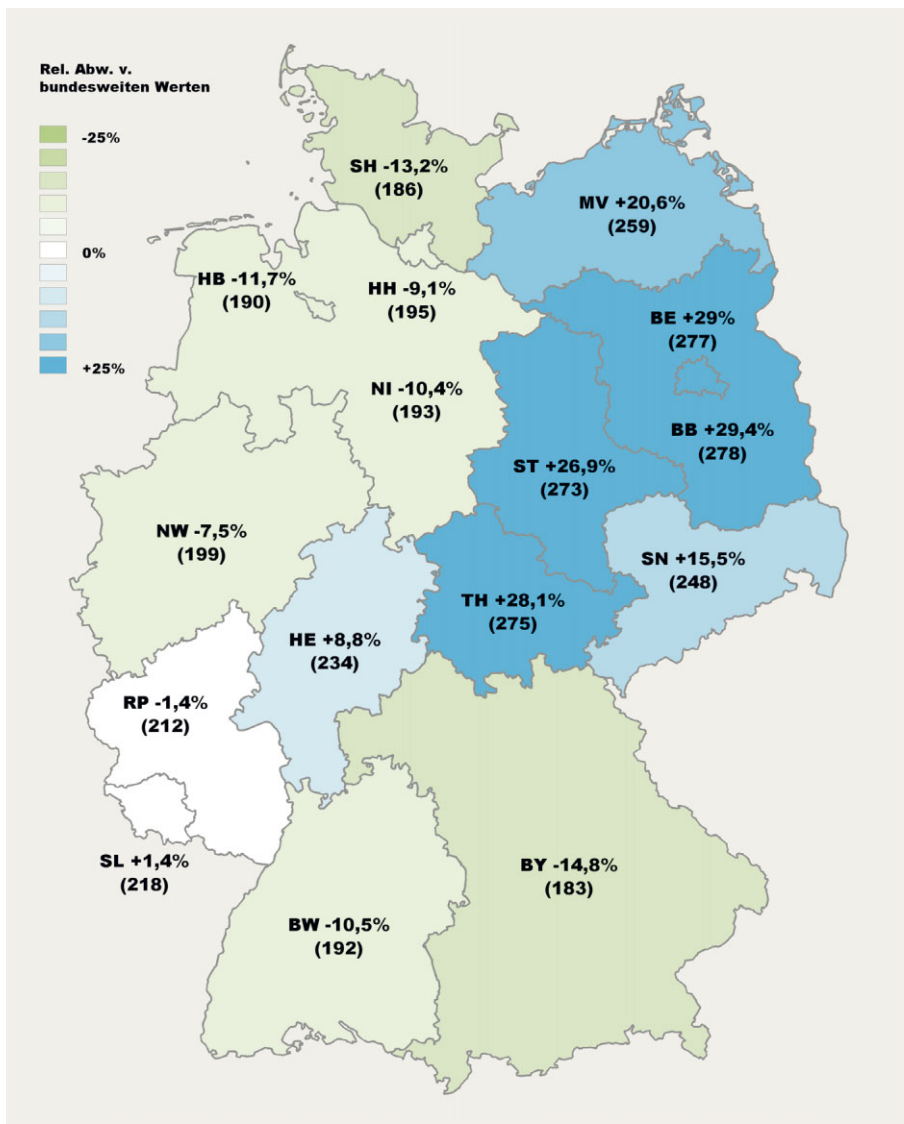 Rel. Abw. v.
bundesweiten Werten
-25%
0%
+25%
SH -13,2%
(186)
MV +20,6%
(259)
HB -11,7%
(190)
HH -9,1%
(195)
BE +29%
(277)
NI -10,4%
(193)
BB +29,4%
(278)
ST +26,9%
(273)
NW -7,5%
(199)
SN +15,5%
(248)
TH +28,1%
(275)
HE +8,8%
(234)
RP -1,4%
(212)
SL +1,4%
(218)
BY -14,8%
(183)
BW -10,5%
(192)